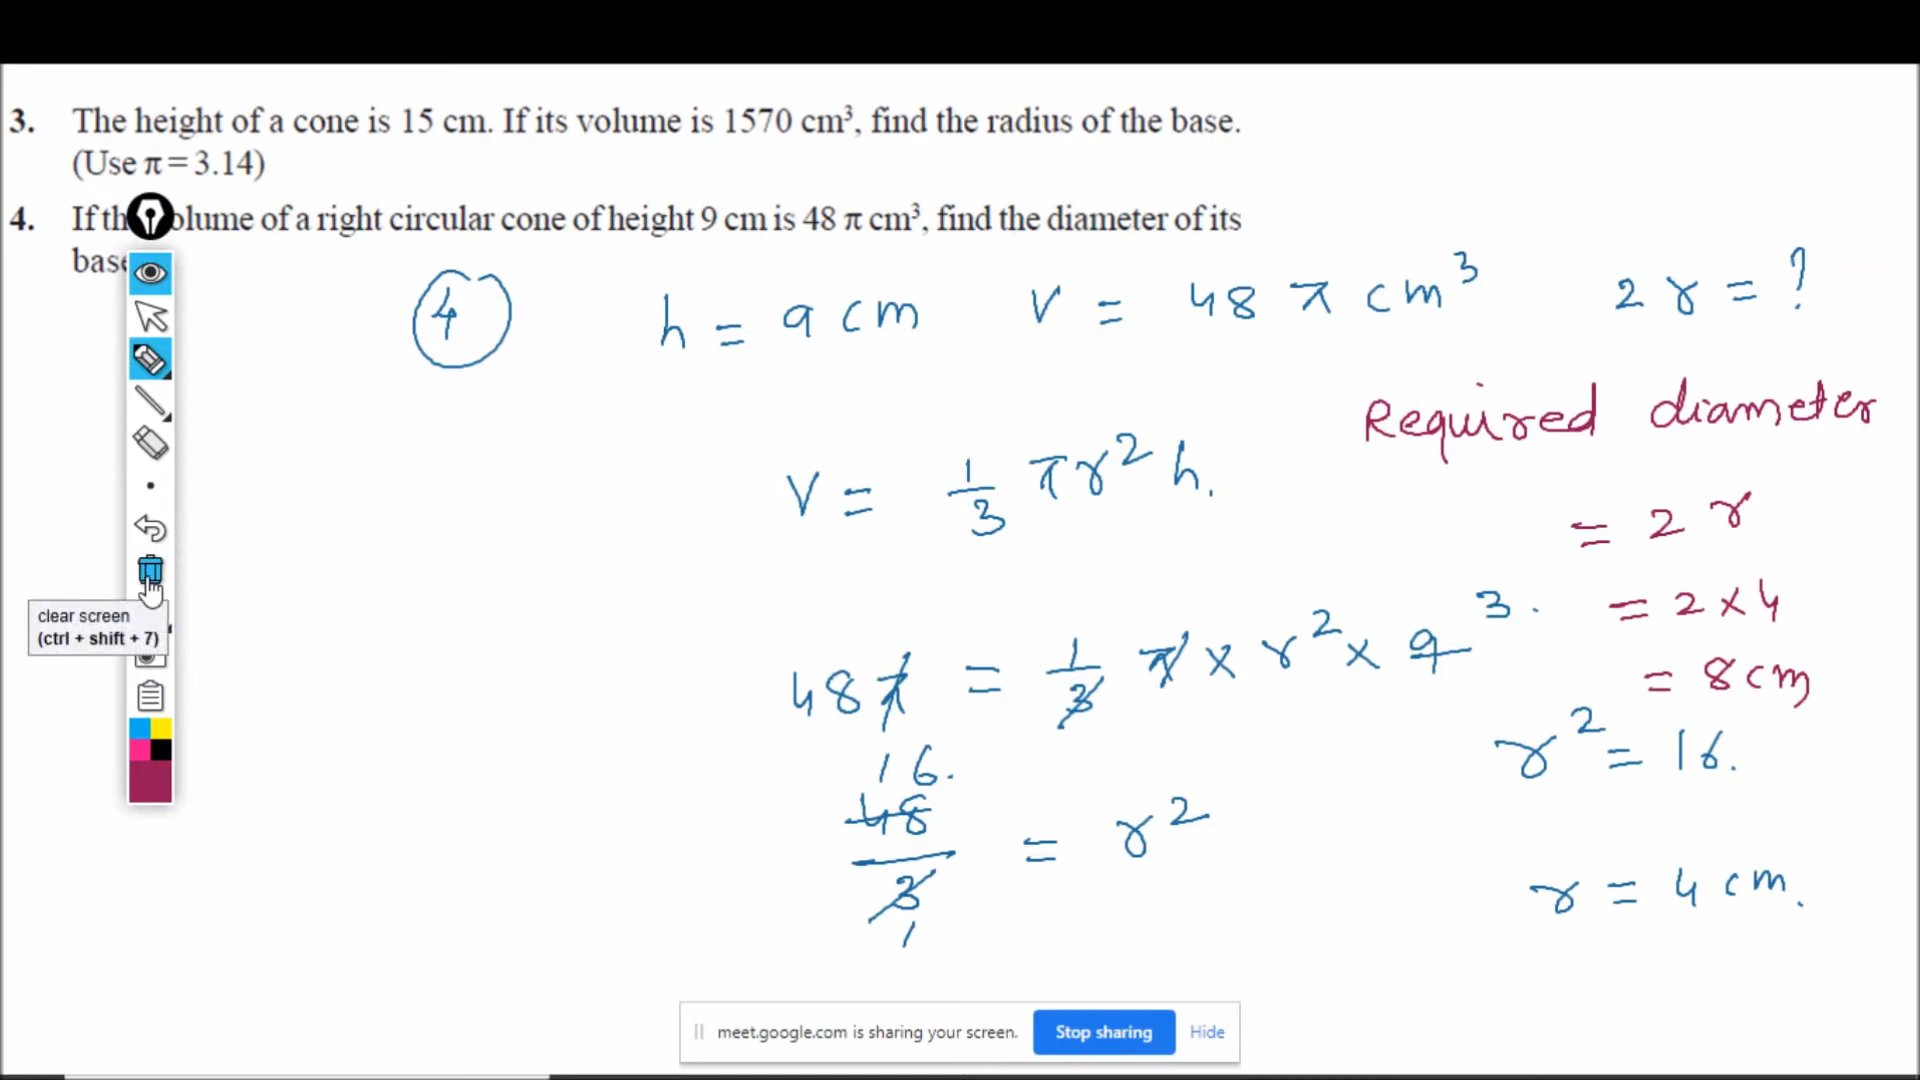 3. The height of a cone is 15 cm. If its volume is 1570 cm³, find the radius of the base.
(Use π = 3.14)
4. If th olume of a right circular cone of height 9 cm is 48 π cm³, find the diameter of its
base
④ h = 9 cm V = 48 π cm³ 2r = ?
Required diameter
V = 1/3 πr² h.
= 2 r
= 2 × 4
= 8 cm
48π = 1/3 π × r² × 9 3.
r² = 16.
16.
48/3 = r²
1
r = 4 cm.
clear screen
(ctrl + shift + 7)
meet.google.com is sharing your screen. Stop sharing Hide